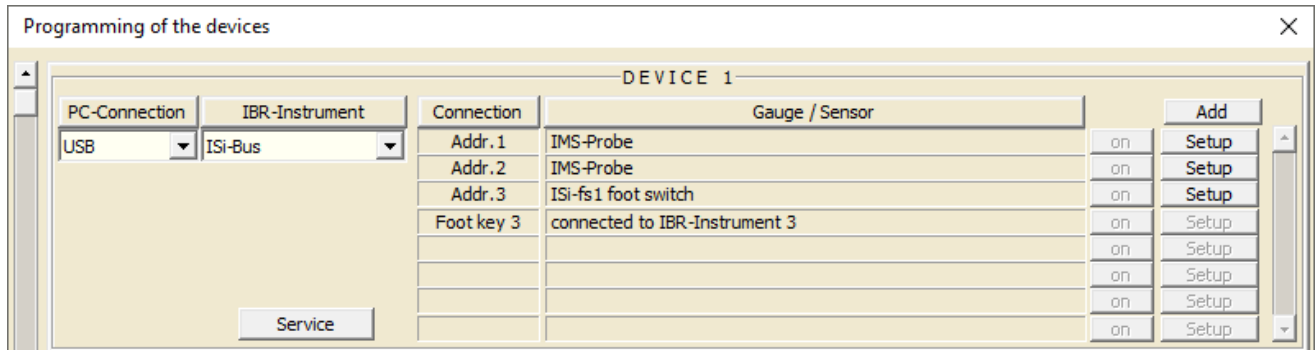 Programming of the devices
DEVICE 1
PC-Connection IBR-Instrument Connection Gauge / Sensor Add
USB ISi-Bus Addr.1 IMS-Probe on Setup
Addr.2 IMS-Probe on Setup
Addr.3 ISi-fs1 foot switch on Setup
Foot key 3 connected to IBR-Instrument 3 on Setup
on Setup
on Setup
on Setup
Service on Setup